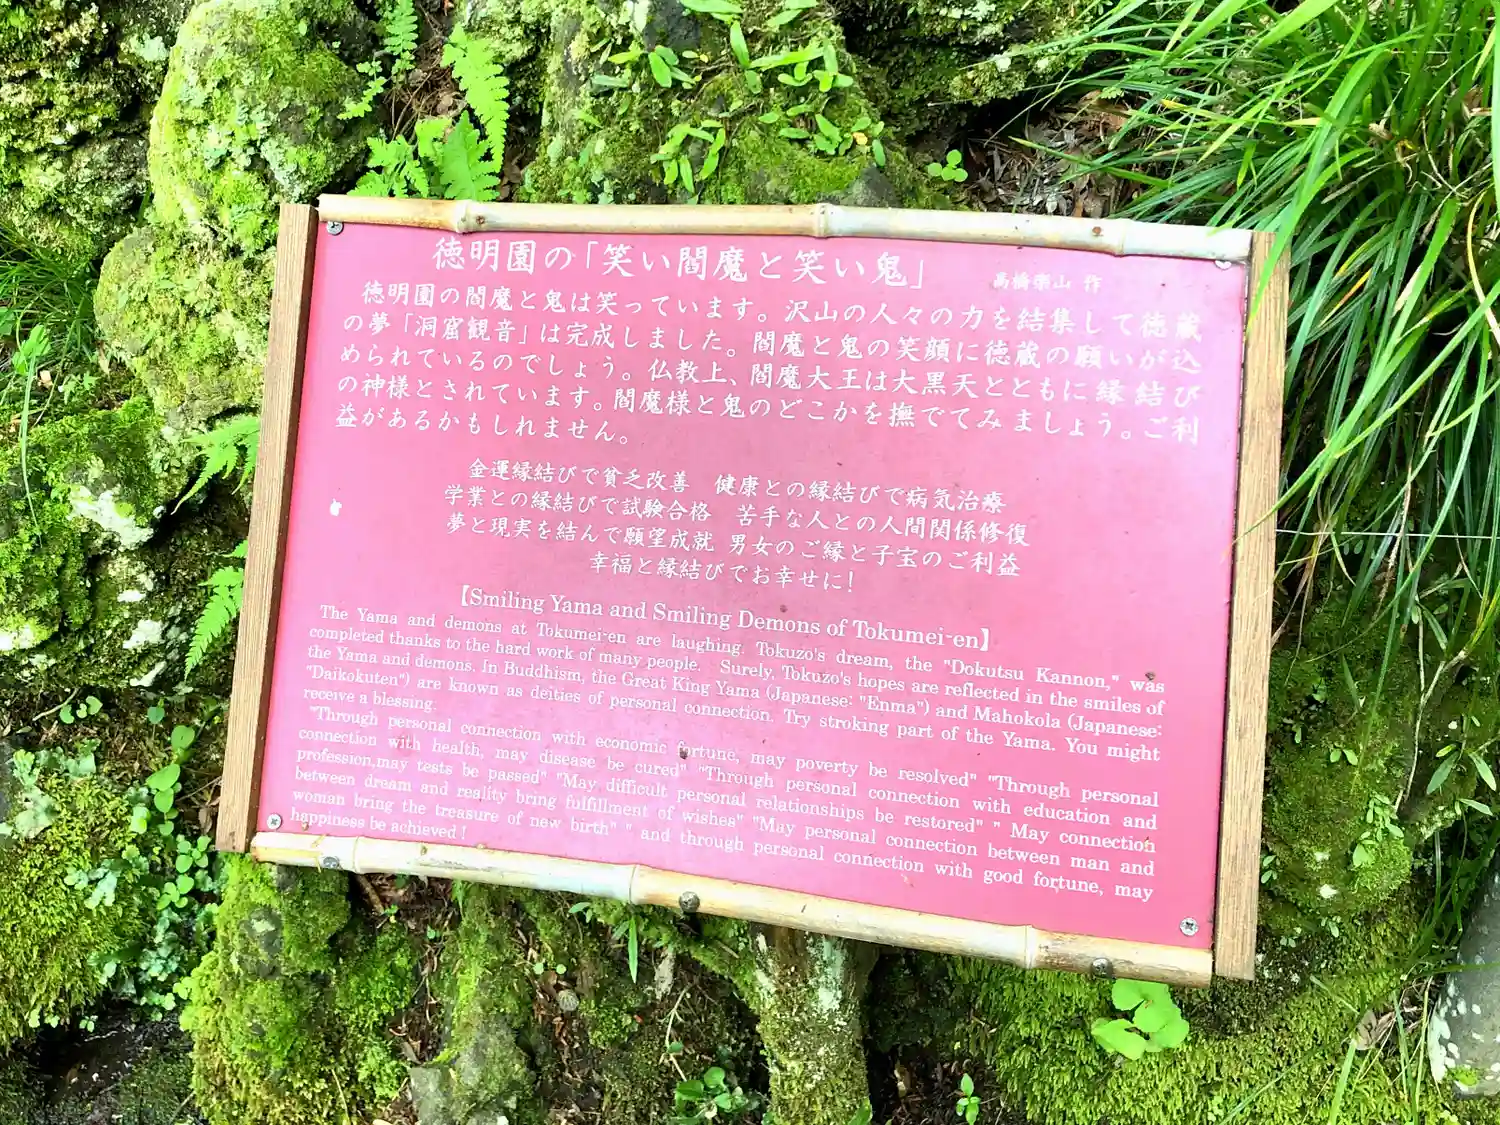 徳明園の「笑い閻魔と笑い鬼」　髙橋樂山 作
徳明園の閻魔と鬼は笑っています。沢山の人々の力を結集して徳蔵
の夢「洞窟観音」は完成しました。閻魔と鬼の笑顔に徳蔵の願いが込
められているのでしょう。仏教上、閻魔大王は大黒天とともに縁結び
の神様とされています。閻魔様と鬼のどこかを撫でてみましょう。ご利
益があるかもしれません。
金運縁結びで貧乏改善　健康との縁結びで病気治療
学業との縁結びで試験合格　苦手な人との人間関係修復
夢と現実を結んで願望成就 男女のご縁と子宝のご利益
幸福と縁結びでお幸せに!
【Smiling Yama and Smiling Demons of Tokumei-en】
The Yama and demons at Tokumei-en are laughing. Tokuzo's dream, the "Dokutsu Kannon," was
completed thanks to the hard work of many people. Surely, Tokuzo's hopes are reflected in the smiles of
the Yama and demons. In Buddhism, the Great King Yama (Japanese: "Enma") and Mahokola (Japanese:
"Daikokuten") are known as deities of personal connection. Try stroking part of the Yama. You might
receive a blessing.
"Through personal connection with economic fortune, may poverty be resolved" "Through personal
connection with health, may disease be cured" "Through personal connection with education and
profession,may tests be passed" "May difficult personal relationships be restored" " May connection
between dream and reality bring fulfillment of wishes" "May personal connection between man and
woman bring the treasure of new birth" " and through personal connection with good fortune, may
happiness be achieved !